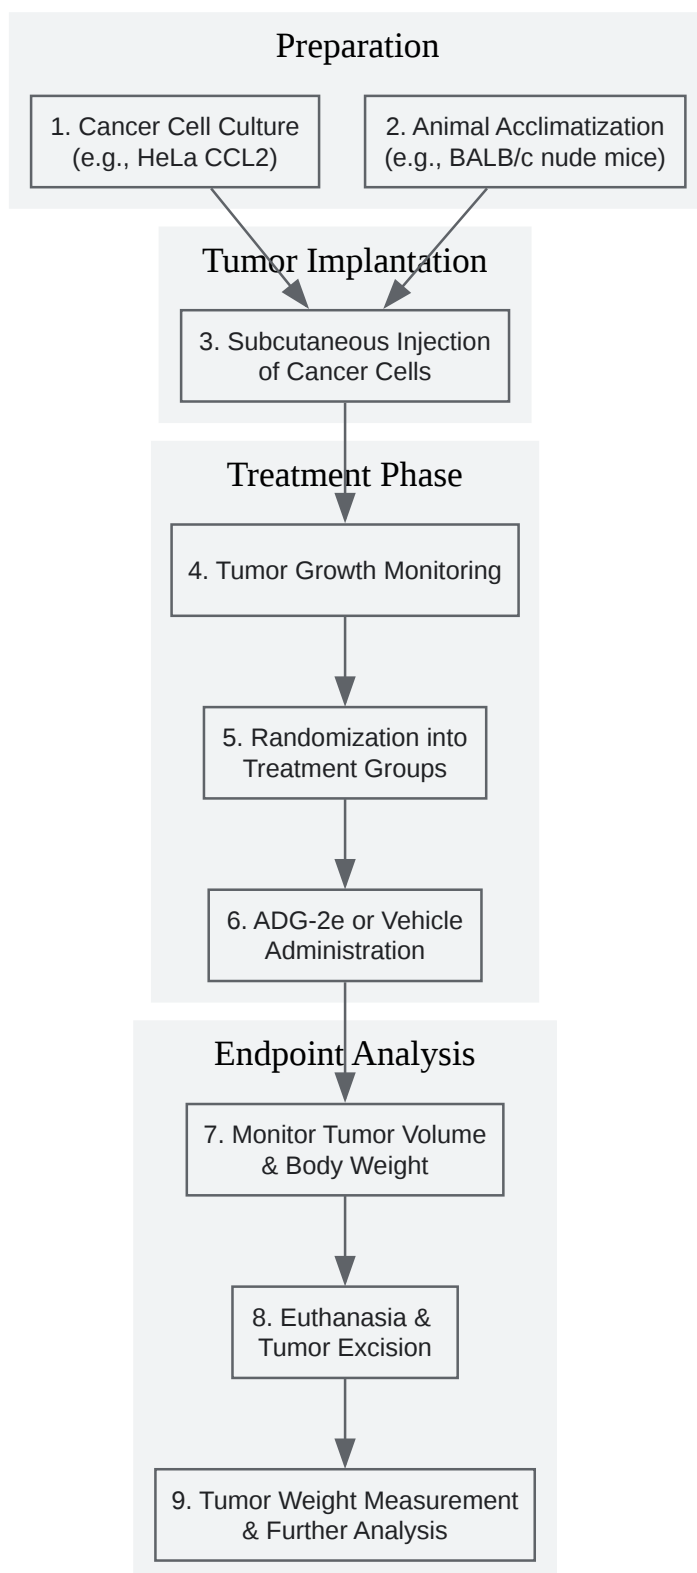 Preparation
1. Cancer Cell Culture
(e.g., HeLa CCL2)
2. Animal Acclimatization
(e.g., BALB/c nude mice)
Tumor Implantation
3. Subcutaneous Injection
of Cancer Cells
Treatment Phase
4. Tumor Growth Monitoring
5. Randomization into
Treatment Groups
6. ADG-2e or Vehicle
Administration
Endpoint Analysis
7. Monitor Tumor Volume
& Body Weight
8. Euthanasia &
Tumor Excision
9. Tumor Weight Measurement
& Further Analysis